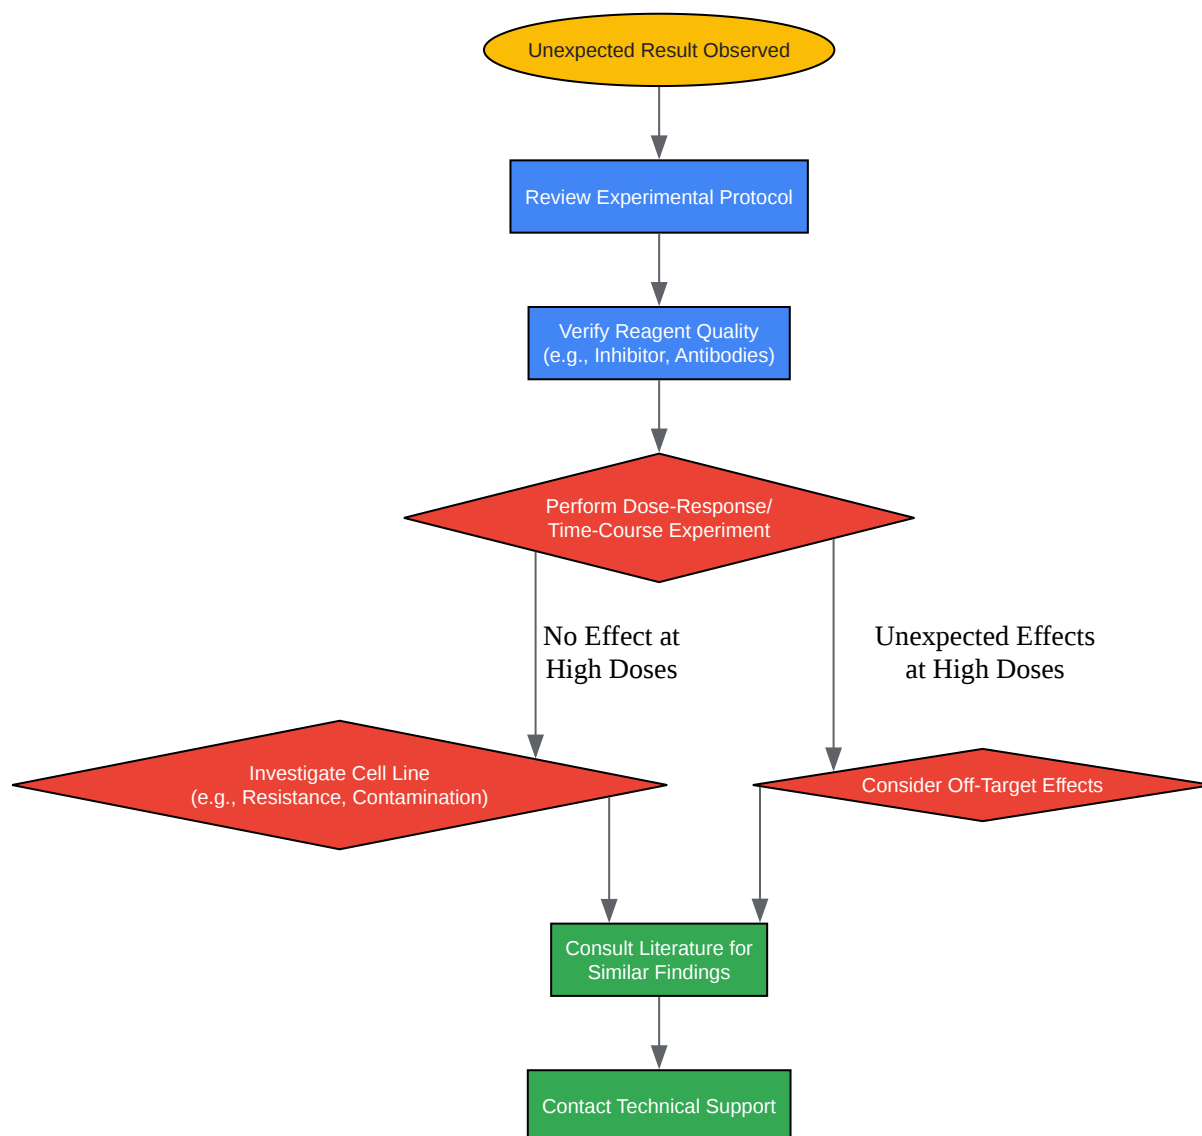 Unexpected Result Observed
Review Experimental Protocol
Verify Reagent Quality
(e.g., Inhibitor, Antibodies)
Perform Dose-Response/
Time-Course Experiment
No Effect at
High Doses
Unexpected Effects
at High Doses
Investigate Cell Line
(e.g., Resistance, Contamination)
Consider Off-Target Effects
Consult Literature for
Similar Findings
Contact Technical Support